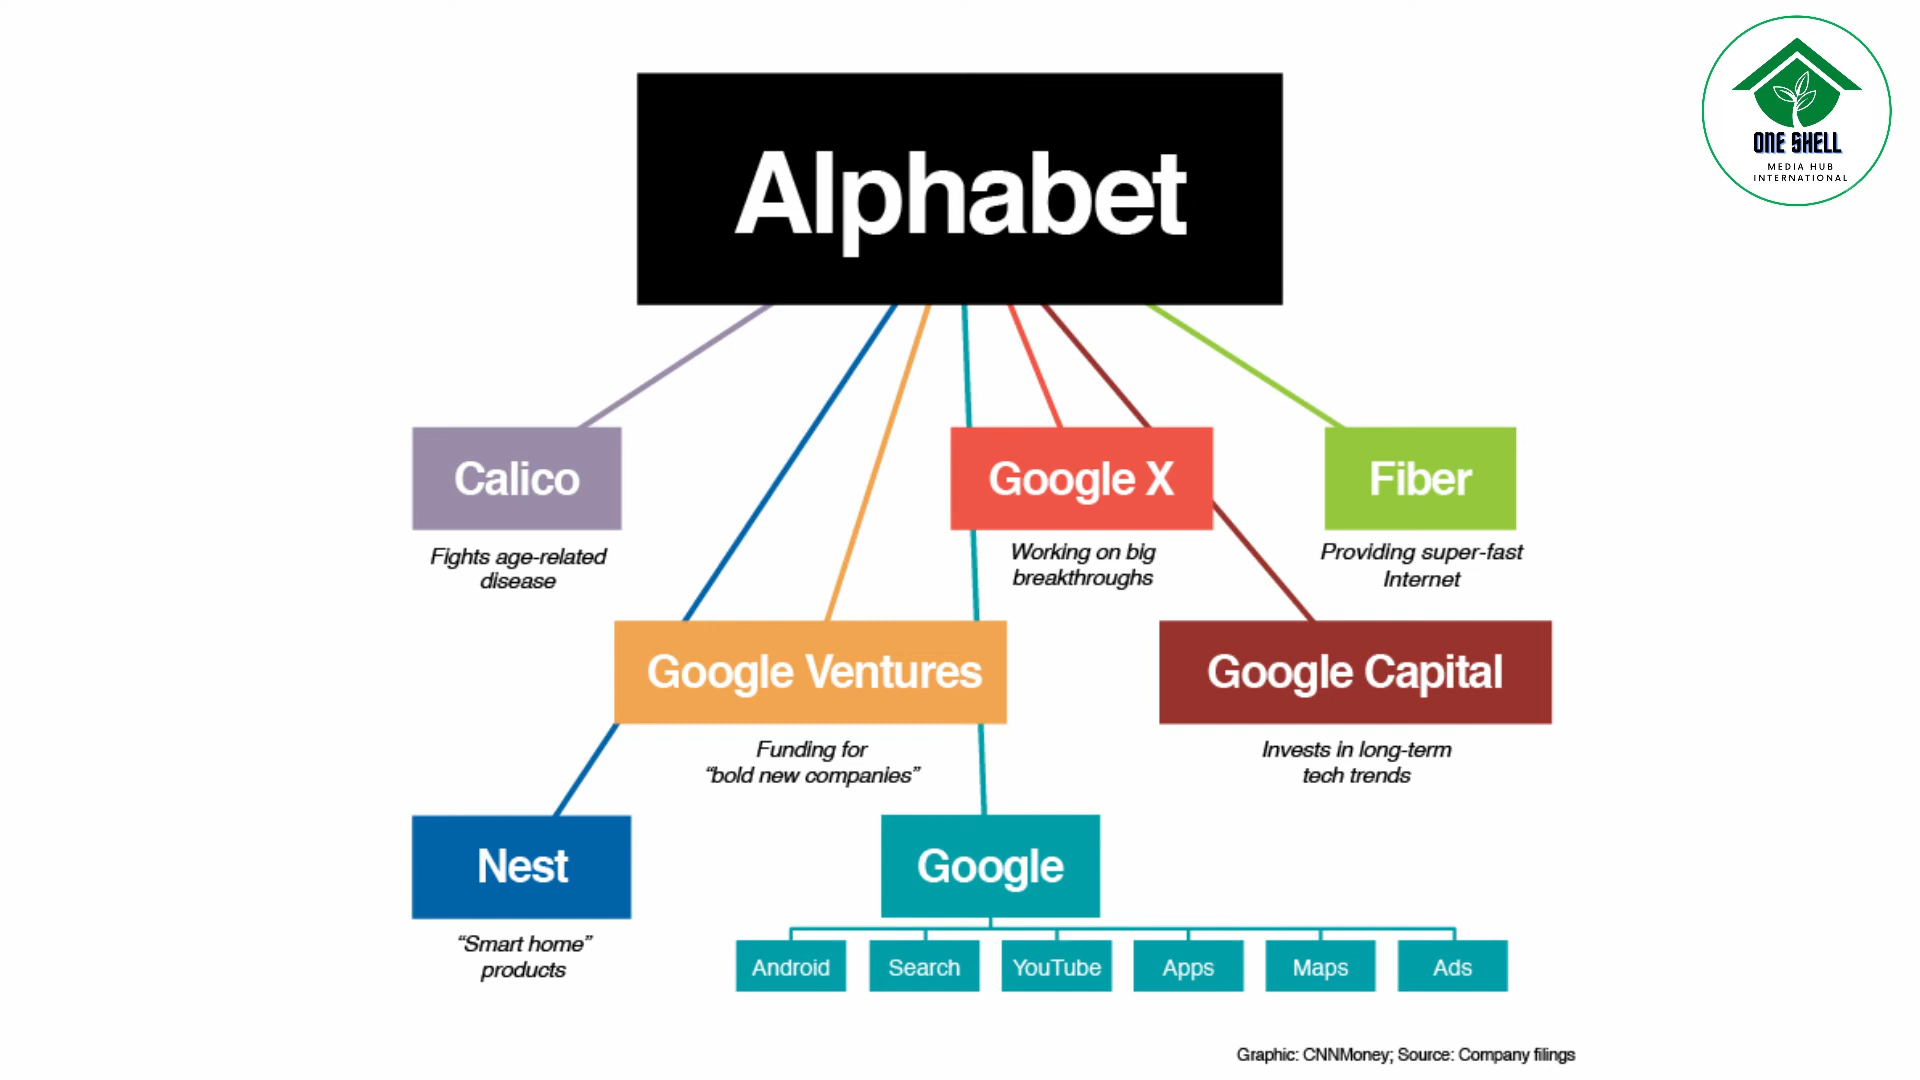 Alphabet
ONE SHELL
MEDIA HUB
INTERNATIONAL
Calico
Fights age-related
disease
Google X
Working on big
breakthroughs
Fiber
Providing super-fast
Internet
Google Ventures
Funding for
“bold new companies”
Google Capital
Invests in long-term
tech trends
Nest
“Smart home”
products
Google
Android
Search
YouTube
Apps
Maps
Ads
Graphic: CNNMoney; Source: Company filings